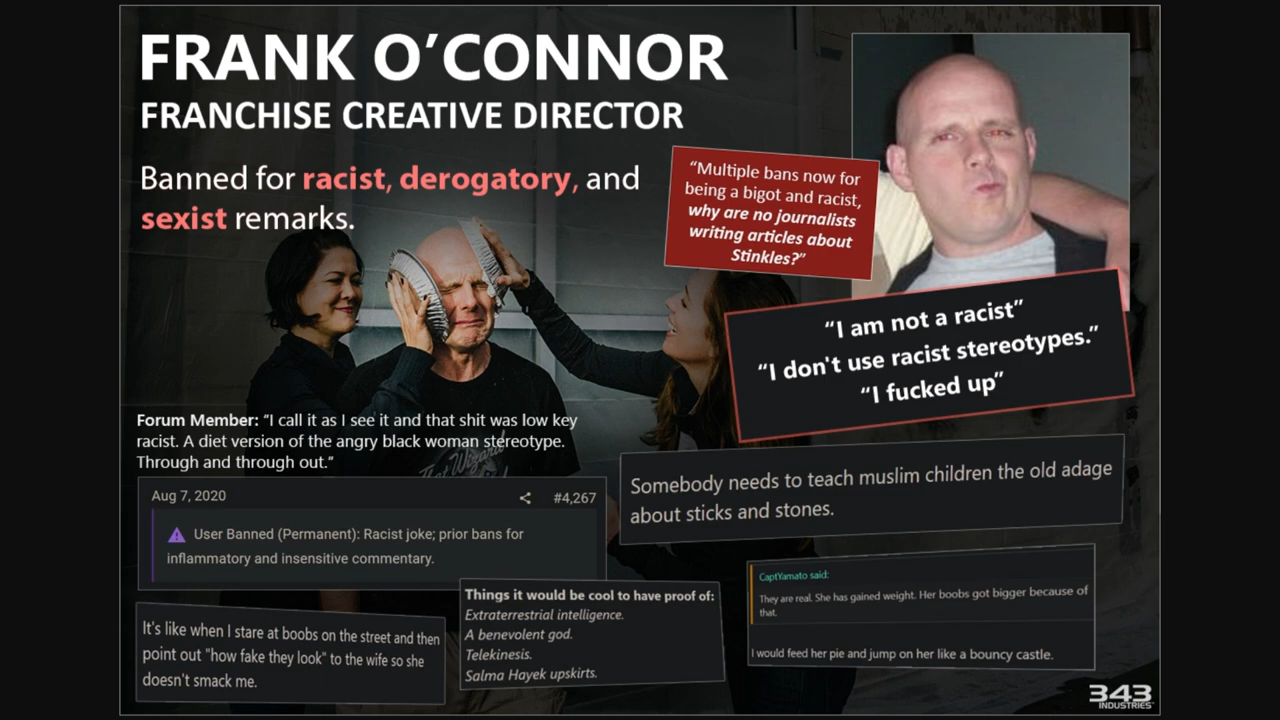 FRANK O’CONNOR
FRANCHISE CREATIVE DIRECTOR
Banned for racist, derogatory, and
sexist remarks.
“Multiple bans now for
being a bigot and racist,
why are no journalists
writing articles about
Stinkles?”
“I am not a racist”
“I don't use racist stereotypes.”
“I fucked up”
Forum Member: “I call it as I see it and that shit was low key
racist. A diet version of the angry black woman stereotype.
Through and through out.”
Aug 7, 2020
#4,267
User Banned (Permanent): Racist joke; prior bans for
inflammatory and insensitive commentary.
Somebody needs to teach muslim children the old adage
about sticks and stones.
It's like when I stare at boobs on the street and then
point out "how fake they look" to the wife so she
doesn't smack me.
Things it would be cool to have proof of:
Extraterrestrial intelligence.
A benevolent god.
Telekinesis.
Salma Hayek upskirts.
CaptYamato said:
They are real. She has gained weight. Her boobs got bigger because of
that.
I would feed her pie and jump on her like a bouncy castle.
343
INDUSTRIES